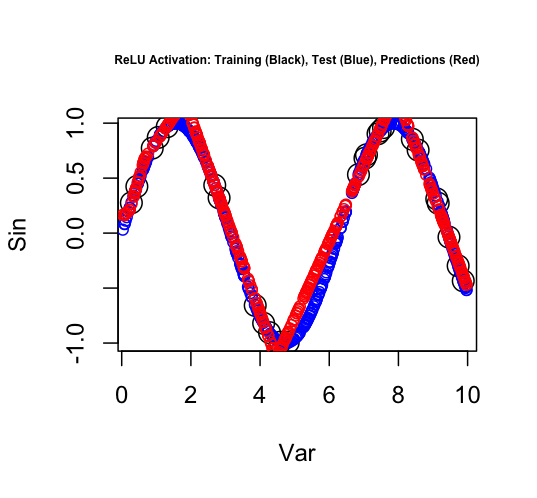 ReLU Activation: Training (Black), Test (Blue), Predictions (Red)
1.0
0.5
0.0
-1.0
Sin
0 2 4 6 8 10
Var